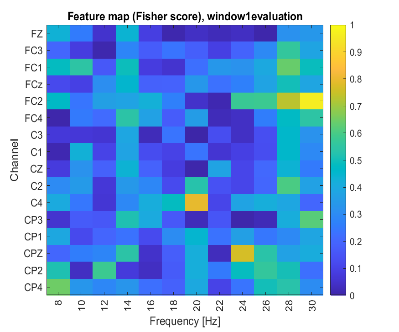 Feature map (Fisher score), window1evaluation
Channel
FZ
FC3
FC1
FCz
FC2
FC4
C3
C1
CZ
C2
C4
CP3
CP1
CPZ
CP2
CP4
8 10 12 14 16 18 20 22 24 26 28 30
Frequency [Hz]
1
0.9
0.8
0.7
0.6
0.5
0.4
0.3
0.2
0.1
0